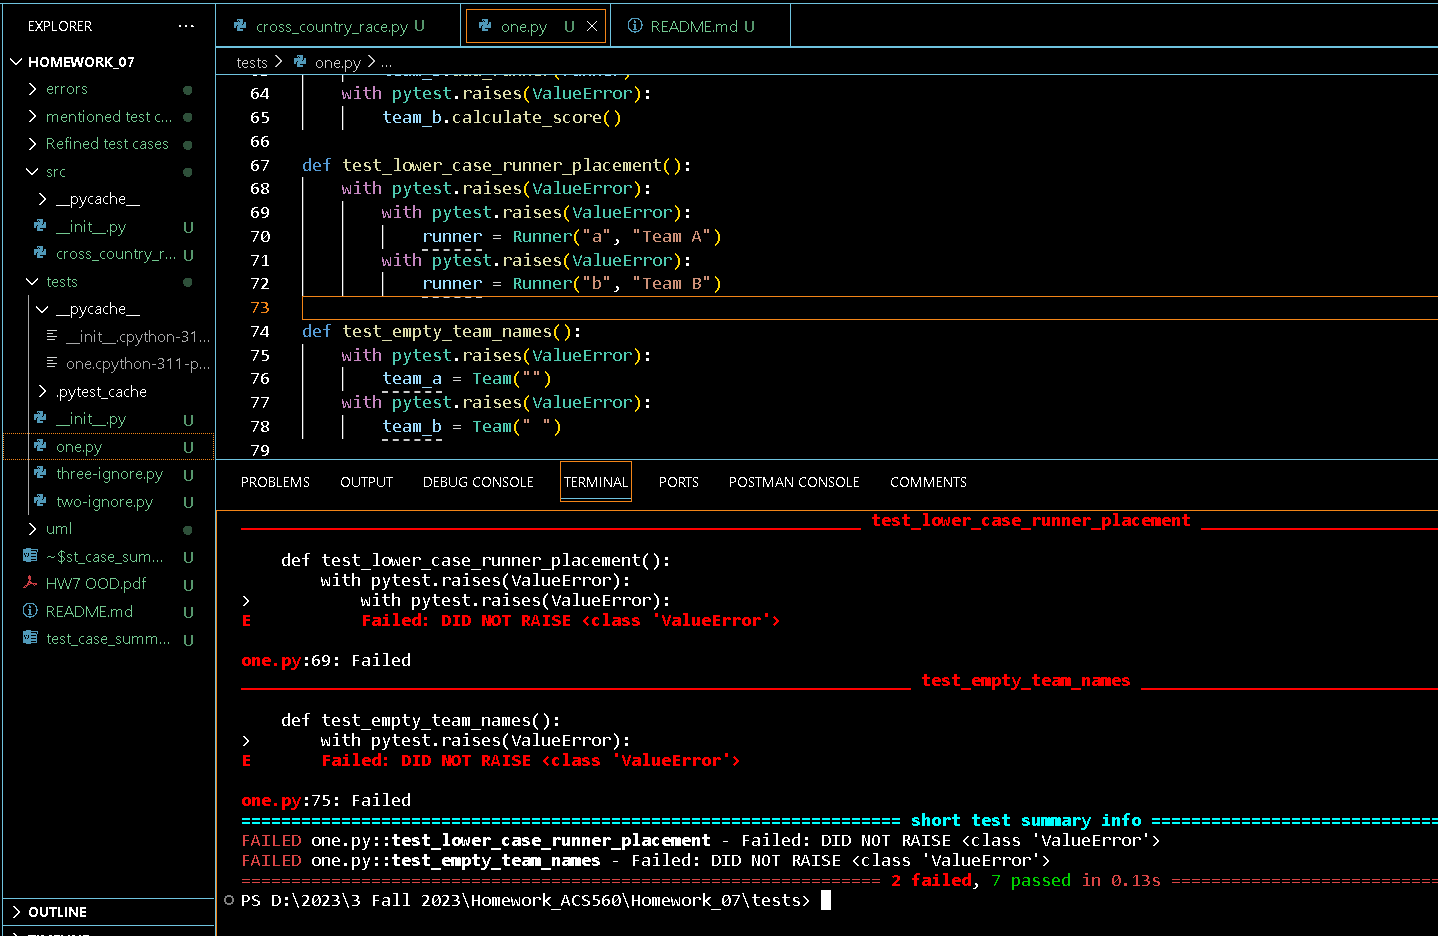 EXPLORER
···
cross_country_race.py U
one.py U
README.md U
HOMEWORK_07
tests > one.py > ...
errors
mentioned test c...
Refined test cases
src
__pycache__
__init__.py U
cross_country_r... U
tests
__pycache__
__init__.cpython-31...
one.cpython-311-p...
.pytest_cache
__init__.py U
one.py U
three-ignore.py U
two-ignore.py U
uml
~$st_case_sum... U
HW7 OOD.pdf U
README.md U
test_case_summ... U
OUTLINE
64 with pytest.raises(ValueError):
65 team_b.calculate_score()
66
67 def test_lower_case_runner_placement():
68 with pytest.raises(ValueError):
69 with pytest.raises(ValueError):
70 runner = Runner("a", "Team A")
71 with pytest.raises(ValueError):
72 runner = Runner("b", "Team B")
73
74 def test_empty_team_names():
75 with pytest.raises(ValueError):
76 team_a = Team("")
77 with pytest.raises(ValueError):
78 team_b = Team(" ")
79
PROBLEMS OUTPUT DEBUG CONSOLE TERMINAL PORTS POSTMAN CONSOLE COMMENTS
test_lower_case_runner_placement
def test_lower_case_runner_placement():
with pytest.raises(ValueError):
> with pytest.raises(ValueError):
E Failed: DID NOT RAISE <class 'ValueError'>
one.py:69: Failed
test_empty_team_names
def test_empty_team_names():
> with pytest.raises(ValueError):
E Failed: DID NOT RAISE <class 'ValueError'>
one.py:75: Failed
short test summary info
FAILED one.py::test_lower_case_runner_placement - Failed: DID NOT RAISE <class 'ValueError'>
FAILED one.py::test_empty_team_names - Failed: DID NOT RAISE <class 'ValueError'>
2 failed, 7 passed in 0.13s
PS D:\2023\3 Fall 2023\Homework_ACS560\Homework_07\tests>